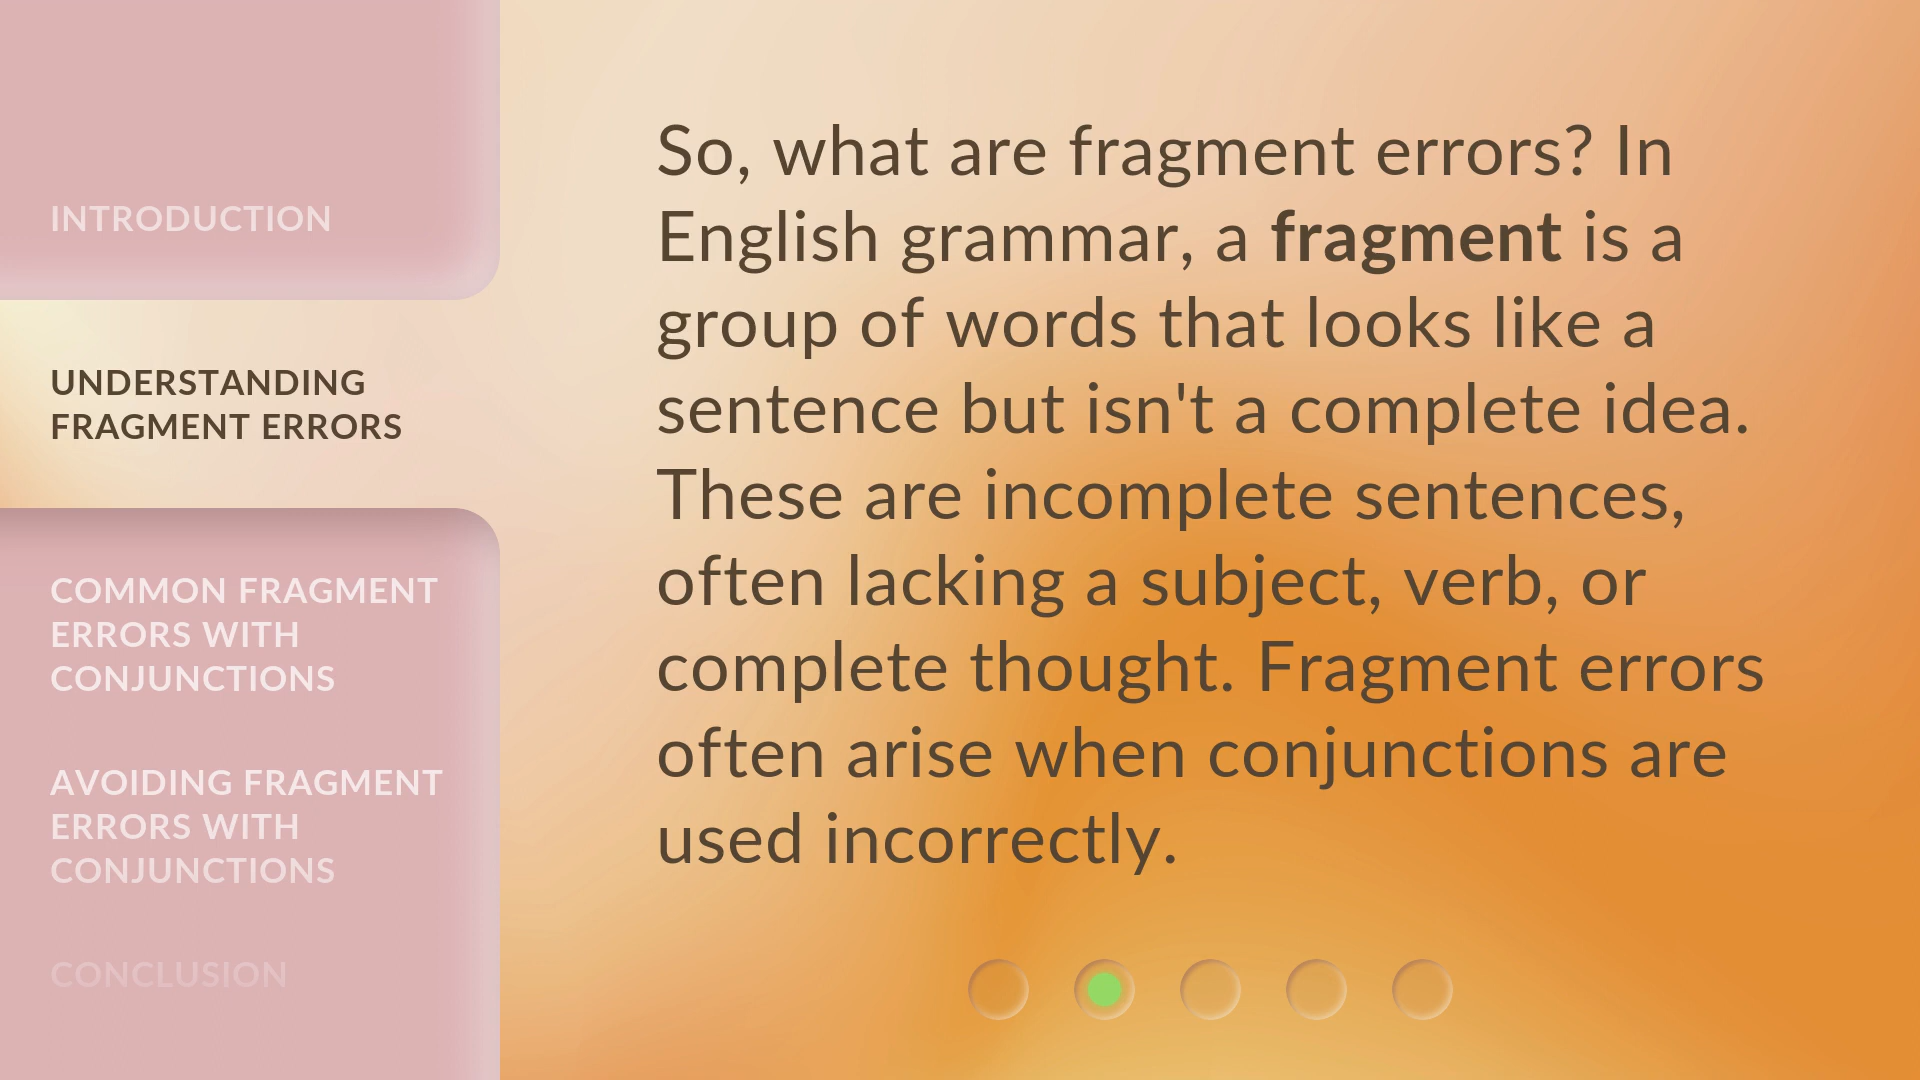 INTRODUCTION
UNDERSTANDING
FRAGMENT ERRORS
COMMON FRAGMENT
ERRORS WITH
CONJUNCTIONS
AVOIDING FRAGMENT
ERRORS WITH
CONJUNCTIONS
CONCLUSION
So, what are fragment errors? In
English grammar, a fragment is a
group of words that looks like a
sentence but isn't a complete idea.
These are incomplete sentences,
often lacking a subject, verb, or
complete thought. Fragment errors
often arise when conjunctions are
used incorrectly.